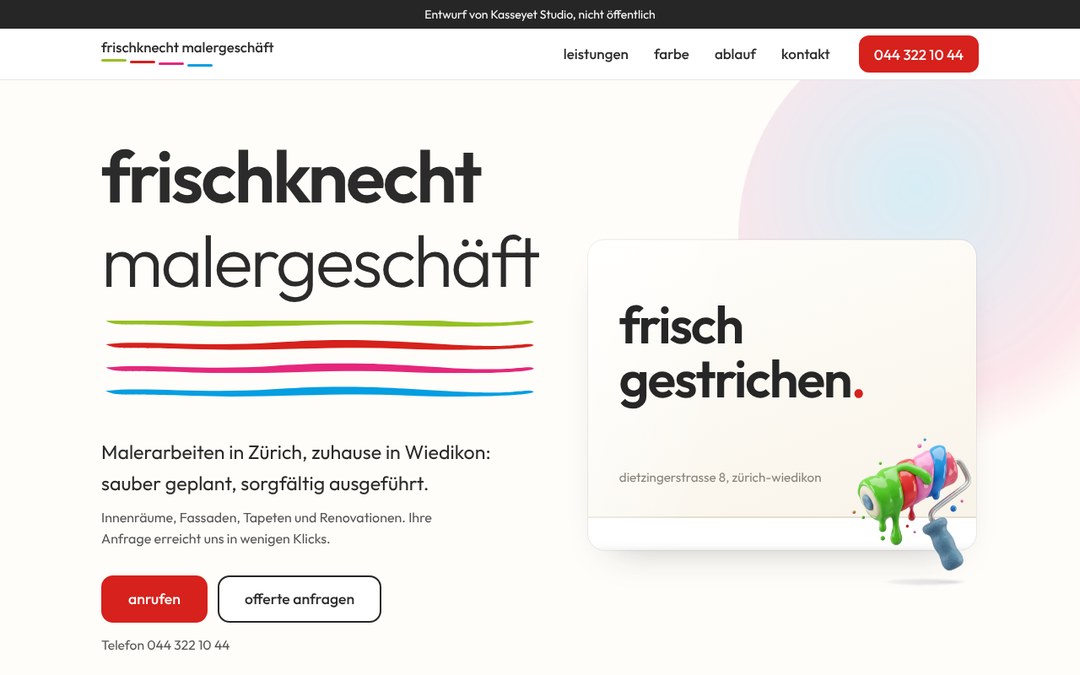 Entwurf von Kasseyet Studio, nicht öffentlich
frischknecht malergeschäft
leistungen farbe ablauf kontakt 044 322 10 44
frischknecht
malergeschäft
frisch
gestrichen.
dietzingerstrasse 8, zürich-wiedikon
Malerarbeiten in Zürich, zuhause in Wiedikon:
sauber geplant, sorgfältig ausgeführt.
Innenräume, Fassaden, Tapeten und Renovationen. Ihre
Anfrage erreicht uns in wenigen Klicks.
anrufen offerte anfragen
Telefon 044 322 10 44